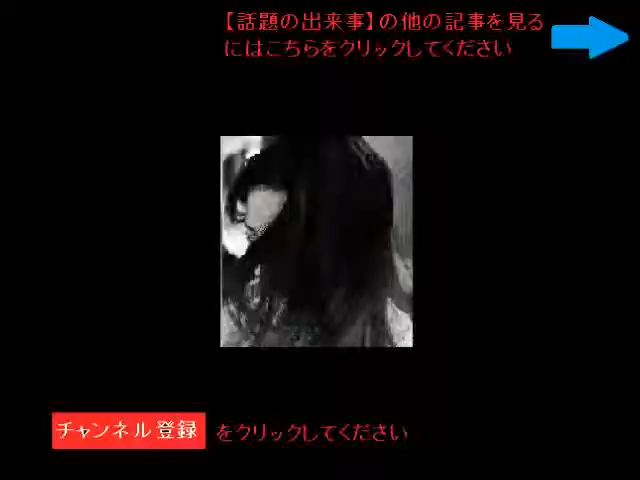 【話題の出来事】の他の記事を見る
にはこちらをクリックしてください
チャンネル登録 をクリックしてください